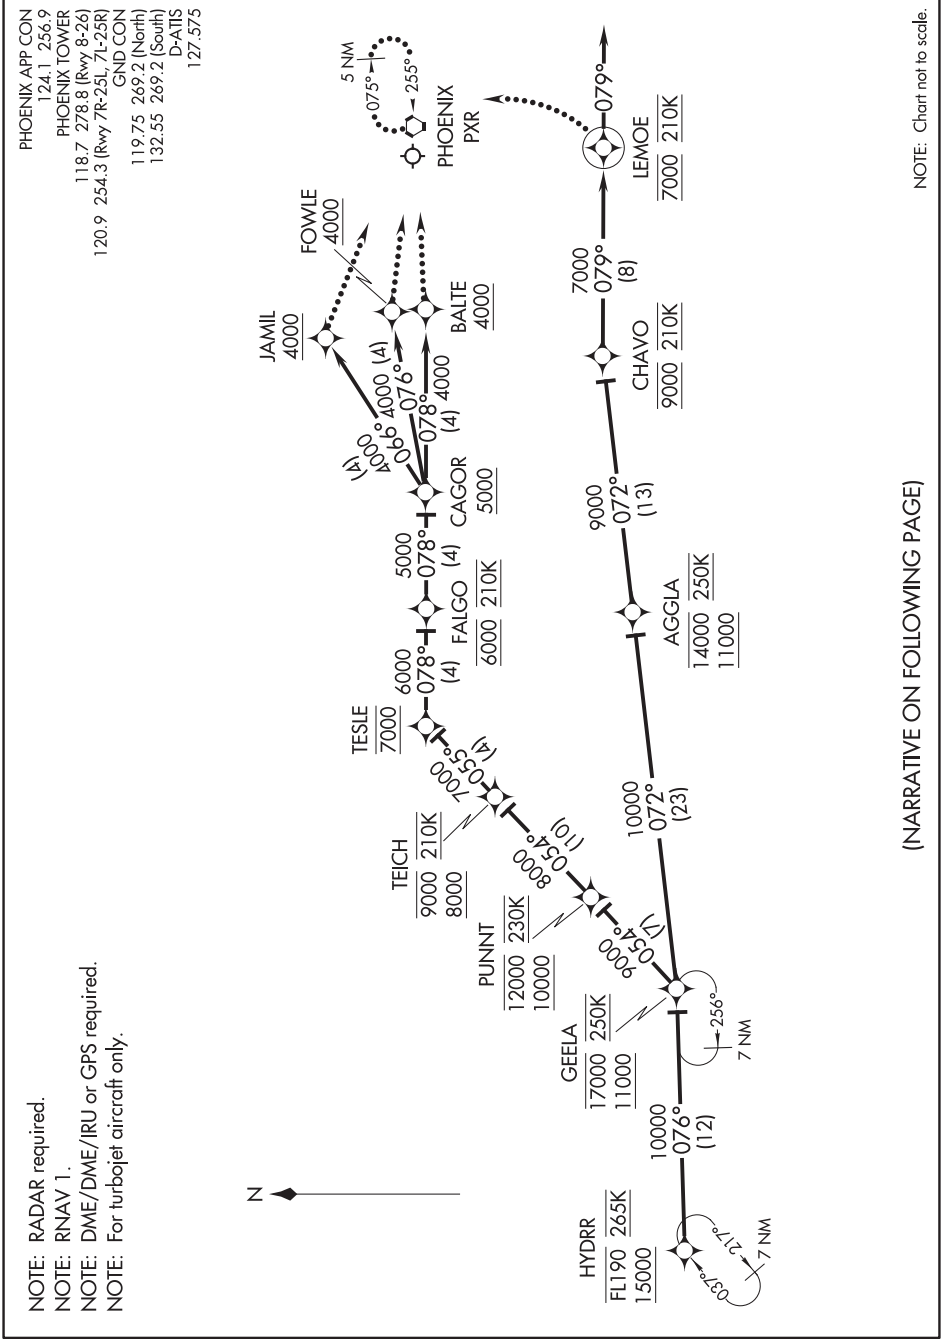 NOTE: RADAR required.
NOTE: RNAV 1.
NOTE: DME/DME/IRU or GPS required.
NOTE: For turbojet aircraft only.
PHOENIX APP CON
124.1 256.9
PHOENIX TOWER
118.7 278.8 (Rwy 8-26)
120.9 254.3 (Rwy 7R-25L, 7L-25R)
GND CON
119.75 269.2 (North)
132.55 269.2 (South)
D-ATIS
127.575
N
HYDRR
FL190 265K
15000
037°
217°
7 NM
10000
076°
(12)
GEELA
17000 250K
11000
256°
7 NM
9000
054°
(7)
PUNNT
12000 230K
10000
8000
054°
(10)
TEICH
9000 210K
8000
7000
055°
(4)
TESLE
7000
6000
078°
(4)
FALGO
6000 210K
5000
078°
(4)
CAGOR
5000
(4)
4000
066°
JAMIL
4000
4000 (4)
076°
FOWLE
4000
4000
078°
(4)
BALTE
4000
5 NM
075°
255°
PHOENIX
PXR
10000
072°
(23)
AGGLA
14000 250K
11000
9000
072°
(13)
CHAVO
9000 210K
7000
079°
(8)
LEMOE
7000 210K
079°
(NARRATIVE ON FOLLOWING PAGE)
NOTE: Chart not to scale.